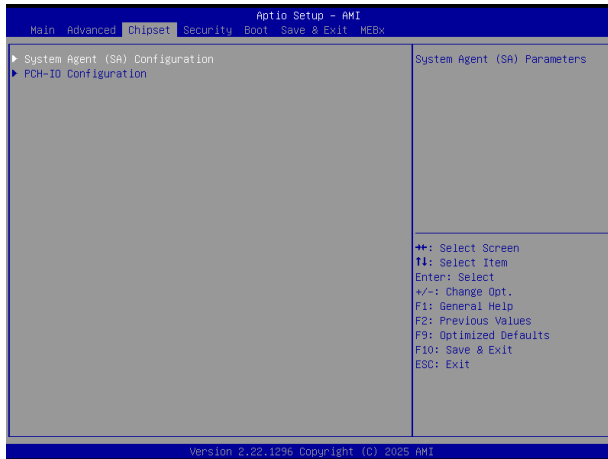 Aptio Setup – AMI
Main Advanced Chipset Security Boot Save & Exit MEBx
System Agent (SA) Configuration
PCH-IO Configuration
System Agent (SA) Parameters
→←: Select Screen
↑↓: Select Item
Enter: Select
+/-: Change Opt.
F1: General Help
F2: Previous Values
F9: Optimized Defaults
F10: Save & Exit
ESC: Exit
Version 2.22.1296 Copyright (C) 2025 AMI